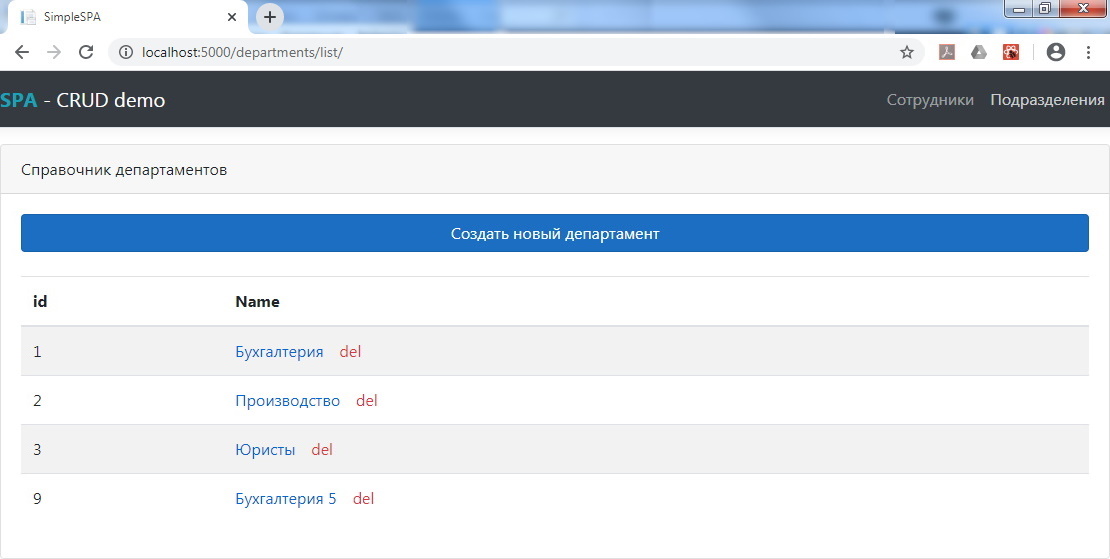 SimpleSPA
localhost:5000/departments/list/
SPA - CRUD demo
Сотрудники Подразделения
Справочник департаментов
Создать новый департамент
id Name
1 Бухгалтерия del
2 Производство del
3 Юристы del
9 Бухгалтерия 5 del